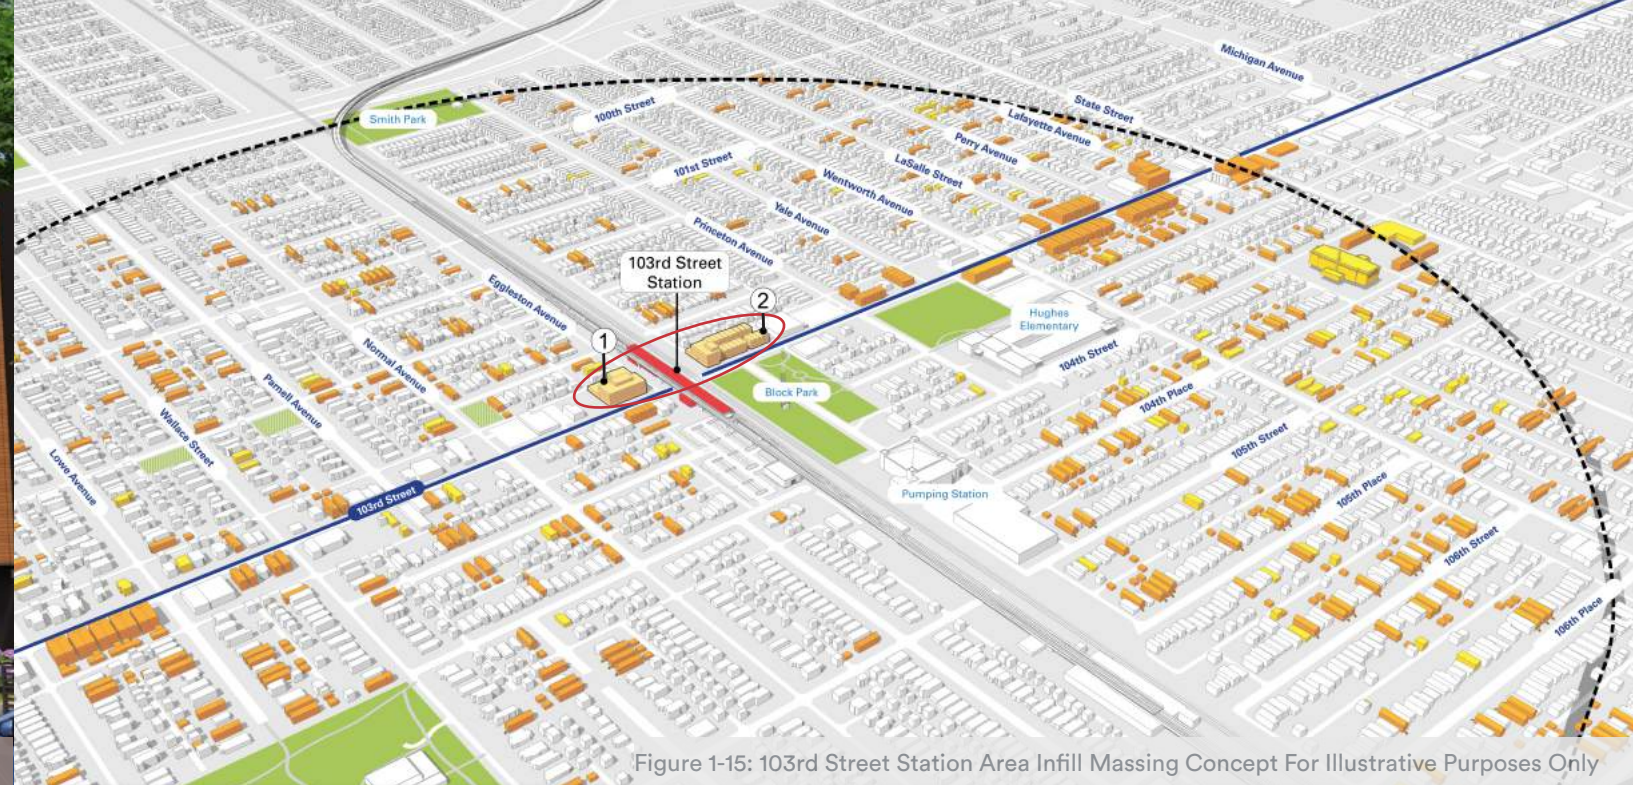 Michigan Avenue
State Street
Lafayette Avenue
Perry Avenue
LaSalle Street
Wentworth Avenue
Yale Avenue
Princeton Avenue
100th Street
101st Street
Smith Park
103rd Street
Station
Eggleston Avenue
1
2
Normal Avenue
Parnell Avenue
Wallace Street
Lowe Avenue
103rd Street
Block Park
Hughes
Elementary
Pumping Station
104th Street
104th Place
105th Street
105th Place
106th Street
106th Place
Figure 1-15: 103rd Street Station Area Infill Massing Concept For Illustrative Purposes Only